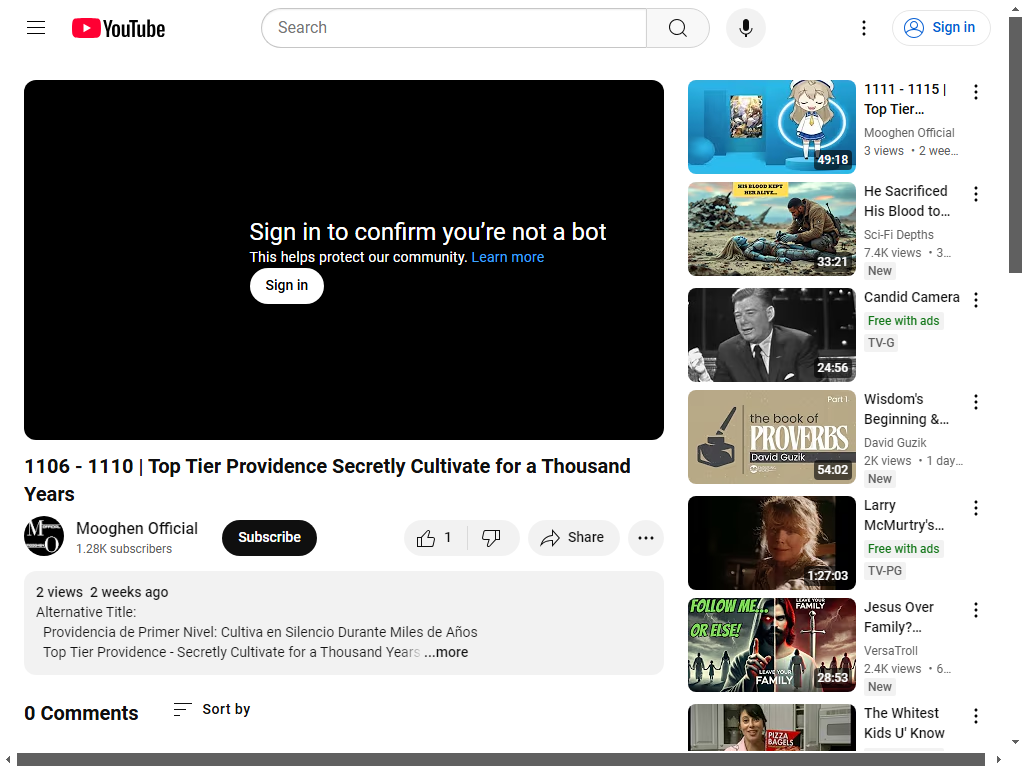 YouTube
Search
Sign in
Sign in to confirm you’re not a bot
This helps protect our community. Learn more
Sign in
1106 - 1110 | Top Tier Providence Secretly Cultivate for a Thousand
Years
Mooghen Official
1.28K subscribers
Subscribe
1
Share
2 views 2 weeks ago
Alternative Title:
Providencia de Primer Nivel: Cultiva en Silencio Durante Miles de Años
Top Tier Providence - Secretly Cultivate for a Thousand Years ...more
0 Comments
Sort by
49:18
1111 - 1115 |
Top Tier…
Mooghen Official
3 views • 2 wee…
HIS BLOOD KEPT
HER ALIVE...
33:21
He Sacrificed
His Blood to…
Sci-Fi Depths
7.4K views • 3…
New
24:56
Candid Camera
Free with ads
TV-G
Part 1
the book of
PROVERBS
David Guzik
54:02
Wisdom's
Beginning &…
David Guzik
2K views • 1 day…
New
1:27:03
Larry
McMurtry's…
Free with ads
TV-PG
FOLLOW ME...
OR ELSE!
LEAVE YOUR
FAMILY
LEAVE YOUR
FAMILY
28:53
Jesus Over
Family?…
VersaTroll
2.4K views • 6…
New
PIZZA
BAGELS
The Whitest
Kids U' Know